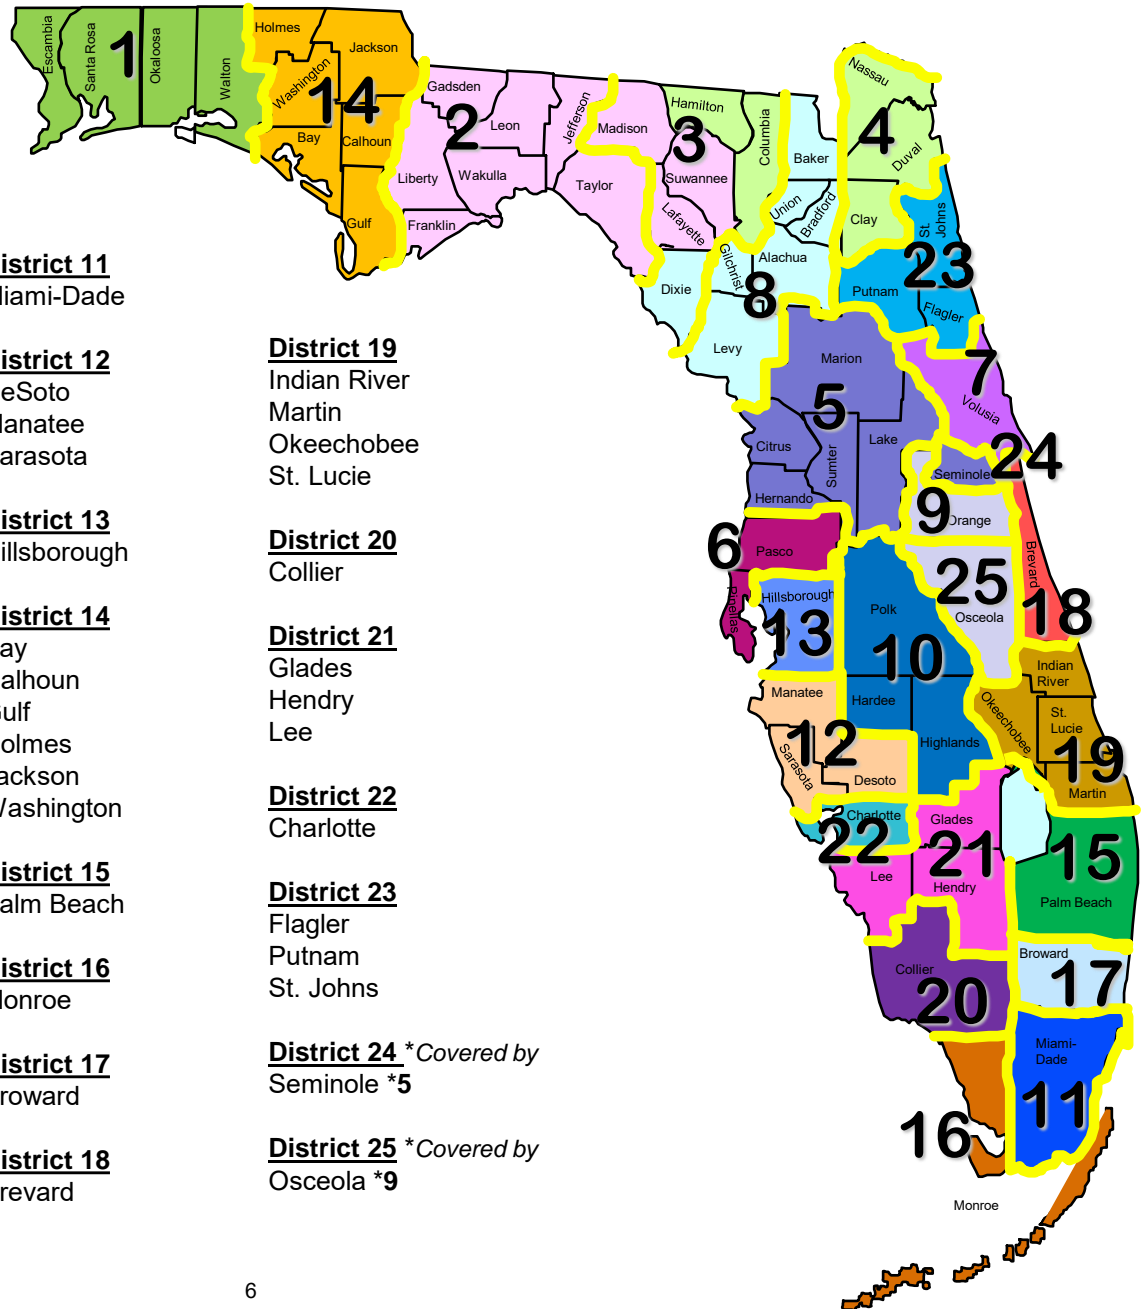 istrict 11
iami-Dade
istrict 12
eSoto
anatee
arasota
istrict 13
illsborough
istrict 14
ay
alhoun
ulf
olmes
ackson
ashington
istrict 15
alm Beach
istrict 16
onroe
istrict 17
roward
istrict 18
revard
District 19
Indian River
Martin
Okeechobee
St. Lucie
District 20
Collier
District 21
Glades
Hendry
Lee
District 22
Charlotte
District 23
Flagler
Putnam
St. Johns
District 24 *Covered by
Seminole *5
District 25 *Covered by
Osceola *9
6
Escambia
Santa Rosa
1
Okaloosa
Walton
Holmes
Jackson
Washington
14
Bay
Calhoun
Gulf
Gadsden
2
Leon
Jefferson
Liberty
Wakulla
Franklin
Madison
Taylor
Hamilton
3
Columbia
Suwannee
Lafayette
Baker
Union
Bradford
Nassau
4
Duval
Clay
St.
Johns
23
Putnam
Flagler
Gilchrist
Alachua
8
Dixie
Levy
Marion
5
7
Volusia
Citrus
Sumter
Lake
Hernando
24
Seminole
9
Orange
6
Pasco
Pinellas
Hillsborough
13
Polk
10
25
Osceola
Brevard
18
Manatee
Hardee
12
Sarasota
Desoto
Highlands
Okeechobee
Indian
River
St.
Lucie
19
Martin
Charlotte
22
Glades
21
Lee
Hendry
15
Palm Beach
Collier
20
Broward
17
Miami-
Dade
11
16
Monroe